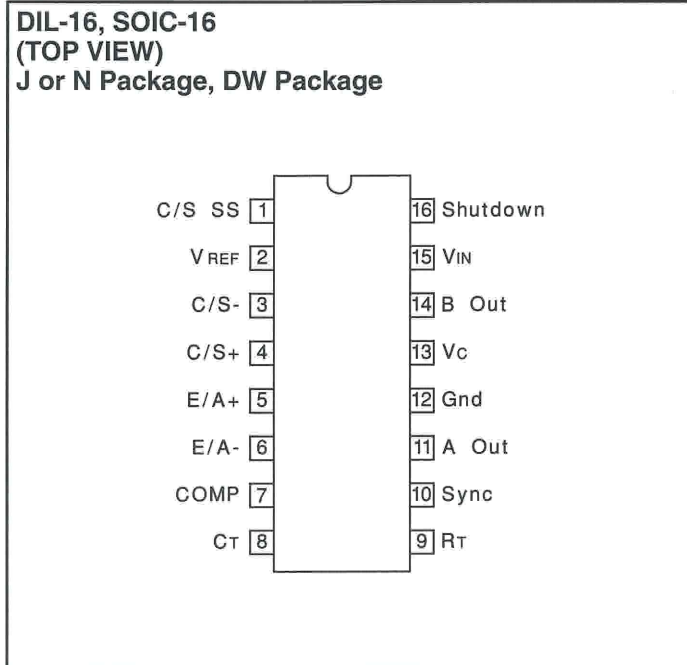 DIL-16, SOIC-16
(TOP VIEW)
J or N Package, DW Package
C/S SS 1 16 Shutdown
VREF 2 15 VIN
C/S- 3 14 B Out
C/S+ 4 13 VC
E/A+ 5 12 Gnd
E/A- 6 11 A Out
COMP 7 10 Sync
CT 8 9 RT